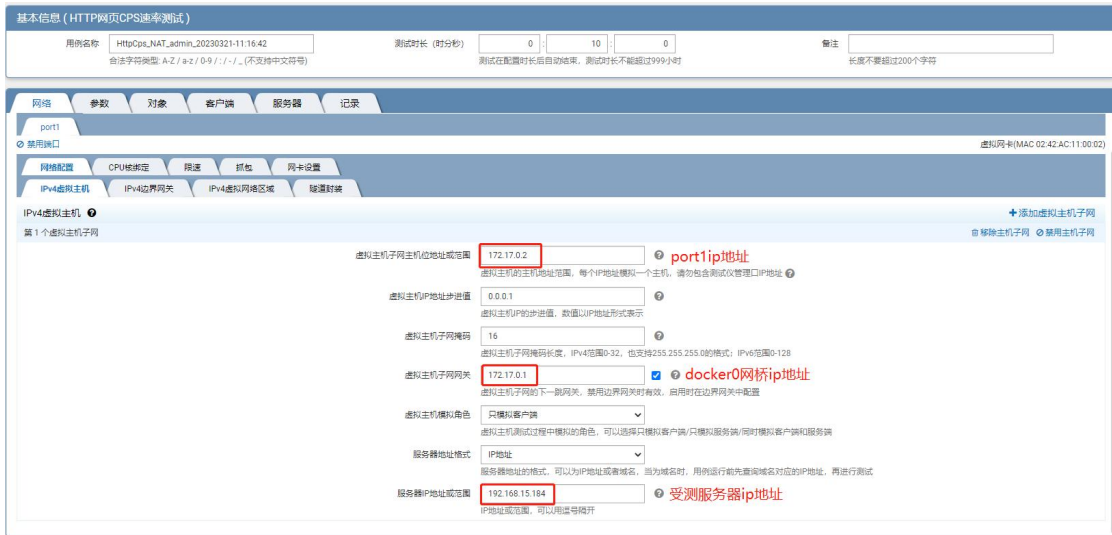 基本信息 ( HTTP网页CPS速率测试 )
用例名称 HttpCps_NAT_admin_20230321-11:16:42 测试时长 (时分秒) 0 : 10 : 0 备注
合法字符类型: A-Z / a-z / 0-9 / : / - / _ (不支持中文符号) 测试在配置时长后自动结束，测试时长不能超过999小时 长度不要超过200个字符
网络 参数 对象 客户端 服务器 记录
port1
禁用端口 虚拟网卡(MAC 02:42:AC:11:00:02)
网络配置 CPU核绑定 限速 抓包 网卡设置
IPv4虚拟主机 IPv4边界网关 IPv4虚拟网络区域 隧道封装
IPv4虚拟主机 添加虚拟主机子网
第 1 个虚拟主机子网 移除主机子网 禁用主机子网
虚拟主机子网主机位地址或范围 172.17.0.2 port1ip地址
虚拟主机的主机地址范围，每个IP地址模拟一个主机，请勿包含测试仪管理口IP地址
虚拟主机IP地址步进值 0.0.0.1
虚拟主机IP的步进值，数值以IP地址形式表示
虚拟主机子网掩码 16
虚拟主机子网掩码长度，IPv4范围0-32，也支持255.255.255.0的格式；IPv6范围0-128
虚拟主机子网网关 172.17.0.1 docker0网桥ip地址
虚拟主机子网的下一跳网关，禁用边界网关时有效，启用时在边界网关中配置
虚拟主机模拟角色 只模拟客户端
虚拟主机测试过程中模拟的角色，可以选择只模拟客户端/只模拟服务端/同时模拟客户端和服务端
服务器地址格式 IP地址
服务器地址的格式，可以为IP地址或者域名，当为域名时，用例运行前先查询域名对应的IP地址，再进行测试
服务器IP地址或范围 192.168.15.184 受测服务器ip地址
IP地址或范围，可以用逗号隔开